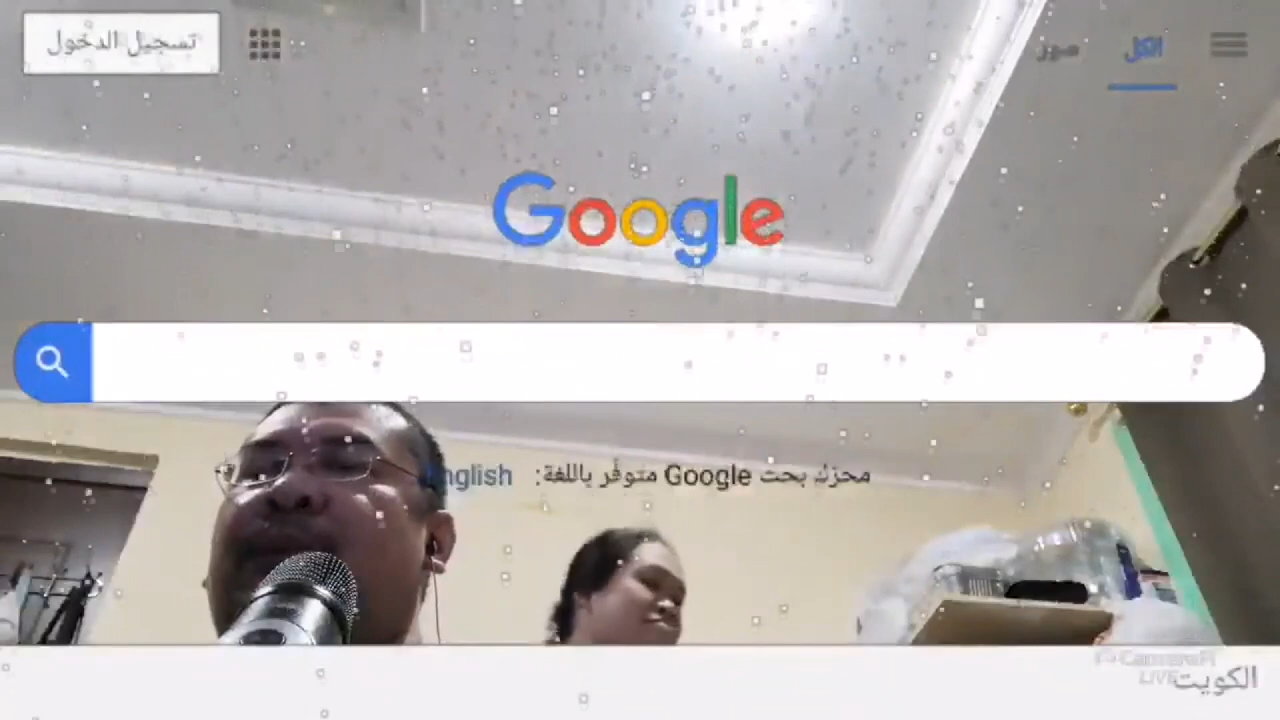 الكل صور تسجيل الدخول
Google
محرك بحث Google متوفر باللغة: English
CameraFi
LIVE
الكويت